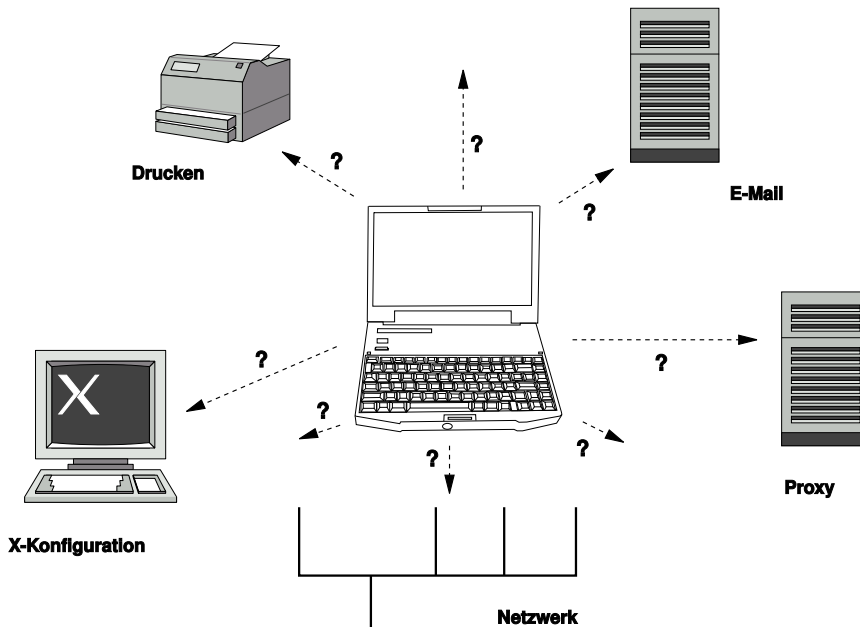 ?
?
Drucken
E-Mail
?
?
?
X
?
?
?
Proxy
X-Konfiguration
Netzwerk